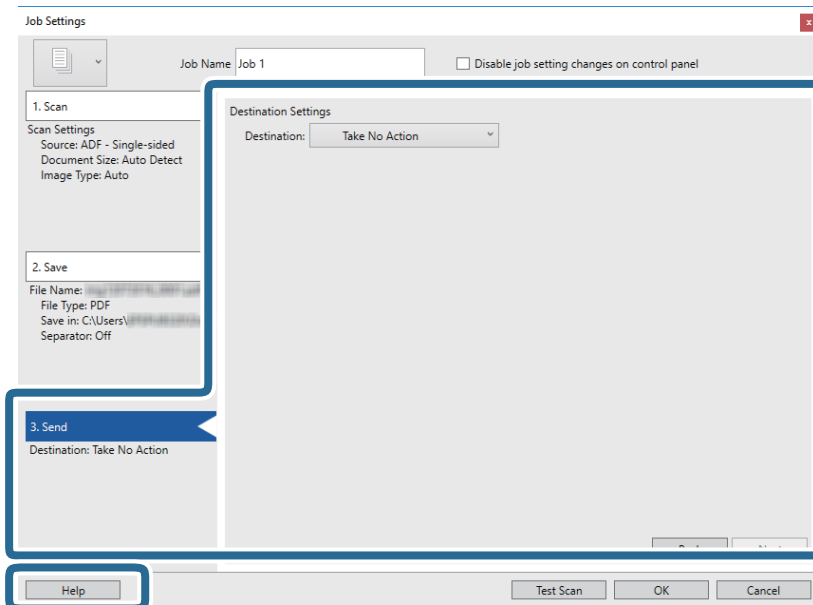 Job Settings
x
Job Name Job 1
Disable job setting changes on control panel
1. Scan
Scan Settings
Source: ADF - Single-sided
Document Size: Auto Detect
Image Type: Auto
Destination Settings
Destination: Take No Action
2. Save
File Name:
File Type: PDF
Save in: C:\Users\
Separator: Off
3. Send
Destination: Take No Action
Help
Test Scan
OK
Cancel